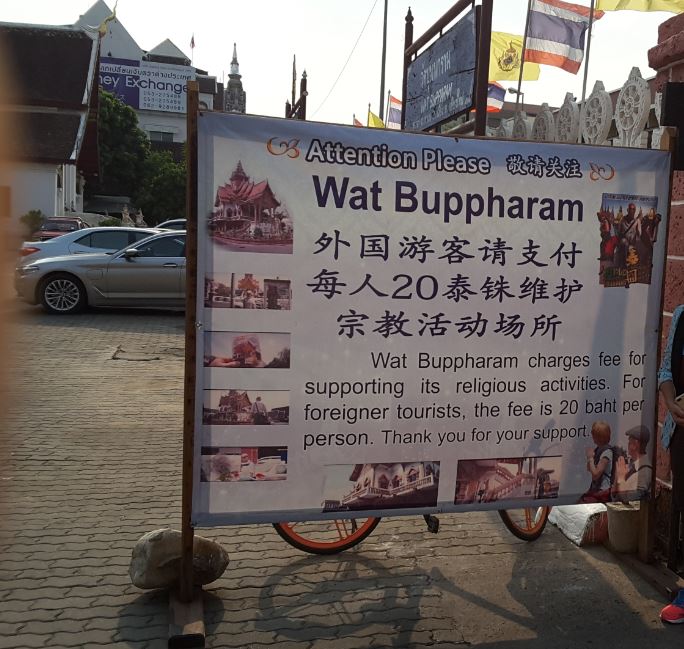 ney Exchange
Attention Please 敬请关注
Wat Buppharam
外国游客请支付
每人20泰铢维护
宗教活动场所
Wat Buppharam charges fee for
supporting its religious activities. For
foreigner tourists, the fee is 20 baht per
person. Thank you for your support.